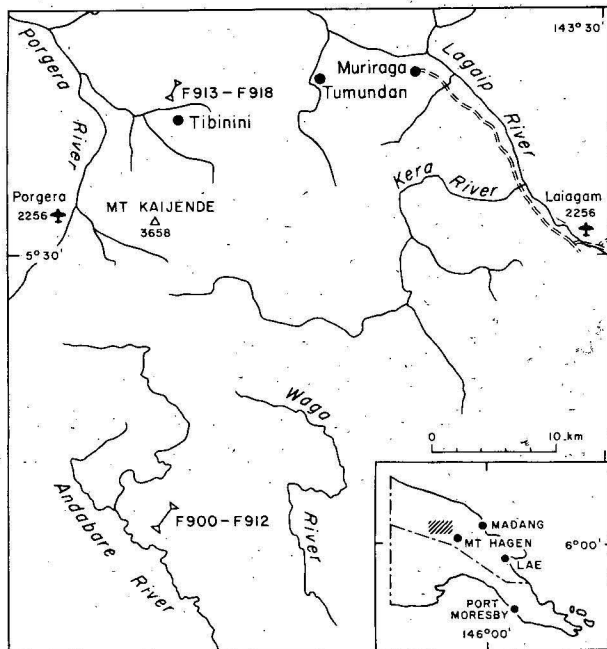 143° 30'
Porgera
River
F913 – F918
Tibinini
Muriraga
Tumundan
Lagaip
River
Kera River
Porgera
2256
MT KAIJENDE
3658
Laiagam
2256
5° 30'
Waga
River
Andabare
River
F900 – F912
0 10 km
MADANG
MT HAGEN
LAE
PORT
MORESBY
6° 00'
146° 00'